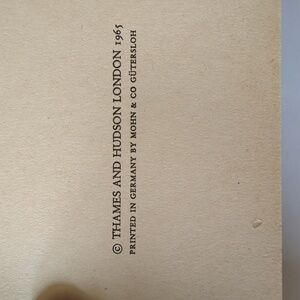 © THAMES AND HUDSON LONDON 1965
PRINTED IN GERMANY BY MOHN & CO GÜTERSLOH